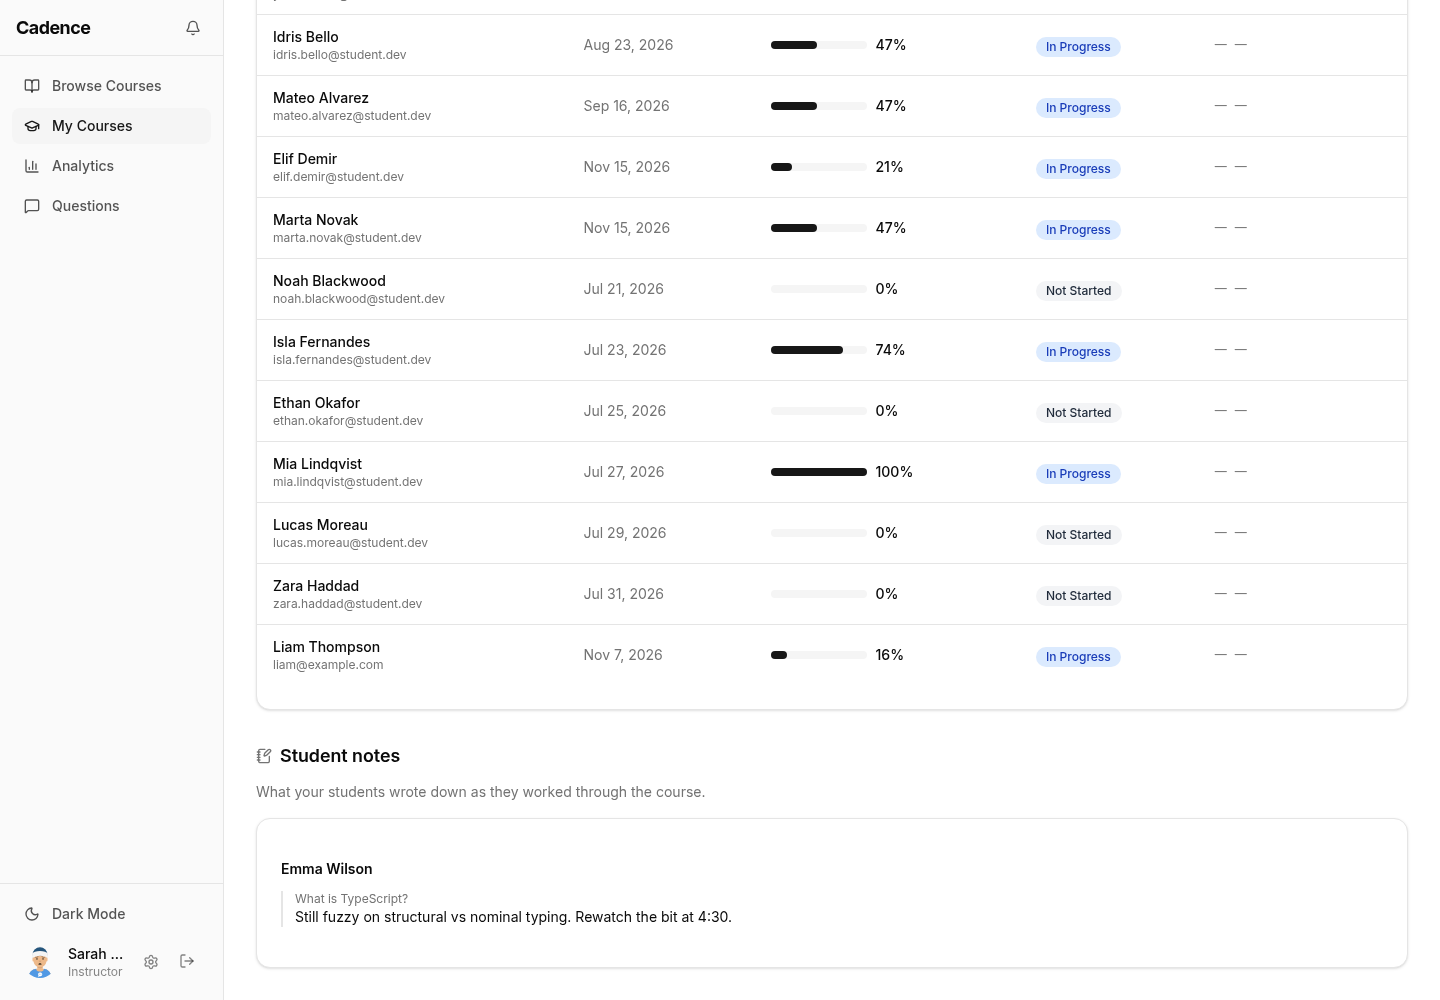 Cadence
Browse Courses
My Courses
Analytics
Questions
Dark Mode
Sarah ...
Instructor
Idris Bello
idris.bello@student.dev
Aug 23, 2026
47%
In Progress
— —
Mateo Alvarez
mateo.alvarez@student.dev
Sep 16, 2026
47%
In Progress
— —
Elif Demir
elif.demir@student.dev
Nov 15, 2026
21%
In Progress
— —
Marta Novak
marta.novak@student.dev
Nov 15, 2026
47%
In Progress
— —
Noah Blackwood
noah.blackwood@student.dev
Jul 21, 2026
0%
Not Started
— —
Isla Fernandes
isla.fernandes@student.dev
Jul 23, 2026
74%
In Progress
— —
Ethan Okafor
ethan.okafor@student.dev
Jul 25, 2026
0%
Not Started
— —
Mia Lindqvist
mia.lindqvist@student.dev
Jul 27, 2026
100%
In Progress
— —
Lucas Moreau
lucas.moreau@student.dev
Jul 29, 2026
0%
Not Started
— —
Zara Haddad
zara.haddad@student.dev
Jul 31, 2026
0%
Not Started
— —
Liam Thompson
liam@example.com
Nov 7, 2026
16%
In Progress
— —
Student notes
What your students wrote down as they worked through the course.
Emma Wilson
What is TypeScript?
Still fuzzy on structural vs nominal typing. Rewatch the bit at 4:30.